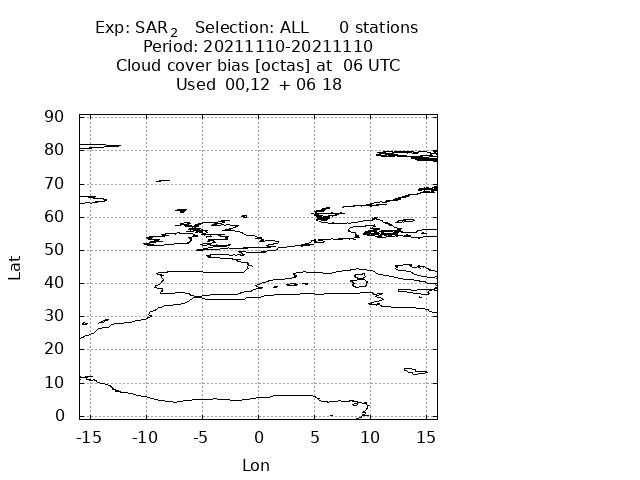 Exp: SAR2 Selection: ALL 0 stations
Period: 20211110-20211110
Cloud cover bias [octas] at 06 UTC
Used 00,12 + 06 18
90
80
70
60
50
40
30
20
10
0
Lat
-15 -10 -5 0 5 10 15
Lon